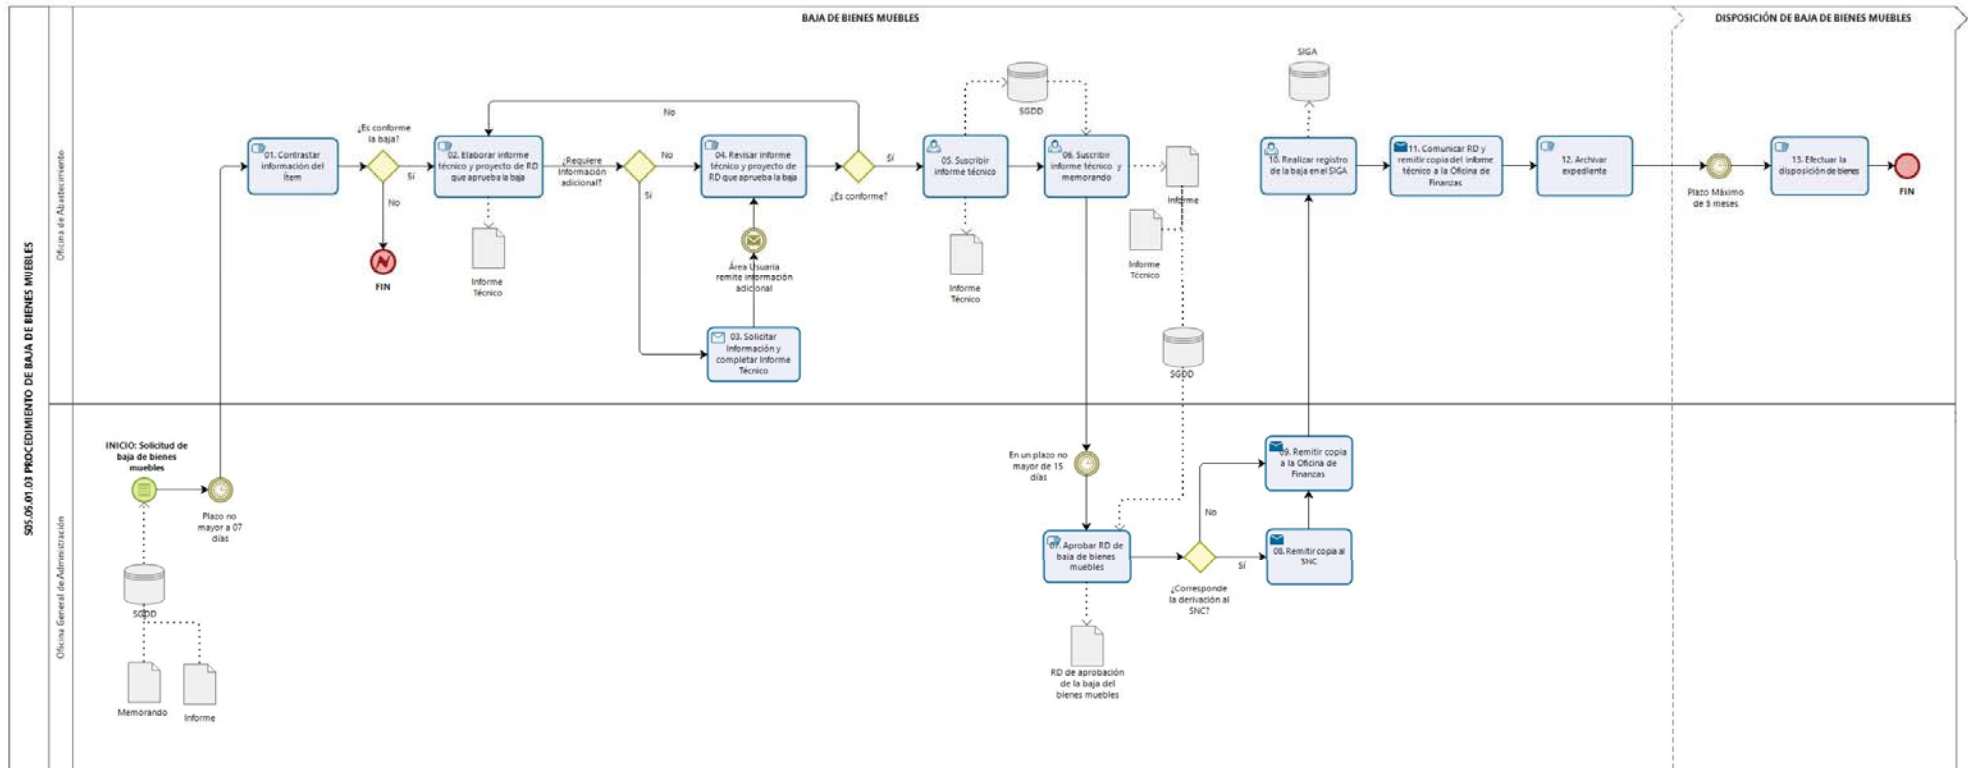 BAJA DE BIENES MUEBLES
DISPOSICIÓN DE BAJA DE BIENES MUEBLES
S05.05.01.03 PROCEDIMIENTO DE BAJA DE BIENES MUEBLES
Oficina de Abastecimiento
01. Contrastar
información del
Ítem
¿Es conforme
la baja?
Sí
No
FIN
02. Elaborar informe
técnico y proyecto de RD
que aprueba la baja
Informe
Técnico
¿Requiere
información
adicional?
No
Sí
No
04. Revisar informe
técnico y proyecto de
RD que aprueba la baja
Área Usuaria
remite información
adicional
03. Solicitar
Información y
completar Informe
Técnico
¿Es conforme?
Sí
05. Suscribir
informe técnico
Informe
Técnico
SGDD
06. Suscribir
informe técnico y
memorando
Informe
Informe
Técnico
SGDD
SIGA
10. Realizar registro
de la baja en el SIGA
11. Comunicar RD y
remitir copia del informe
técnico a la Oficina de
Finanzas
12. Archivar
expediente
Plazo Máximo
de 5 meses
13. Efectuar la
disposición de bienes
FIN
Oficina General de Administración
INICIO: Solicitud de
baja de bienes
muebles
Plazo no
mayor a 07
días
SGDD
Memorando
Informe
En un plazo no
mayor de 15
días
07. Aprobar RD de
baja de bienes
muebles
RD de aprobación
de la baja del
bienes muebles
¿Corresponde
la derivación al
SNC?
No
Sí
09. Remitir copia
a la Oficina de
Finanzas
08. Remitir copia al
SNC